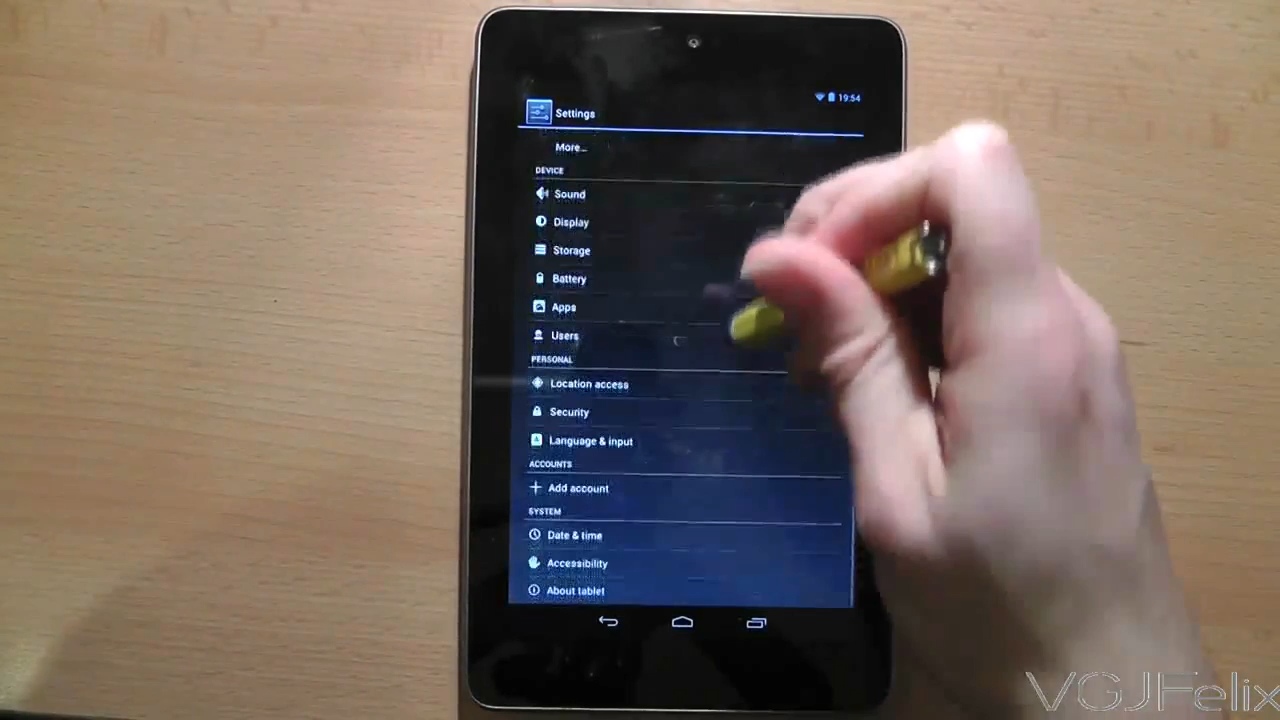 19:54
Settings
More...
DEVICE
Sound
Display
Storage
Battery
Apps
Users
PERSONAL
Location access
Security
Language & input
ACCOUNTS
Add account
SYSTEM
Date & time
Accessibility
About tablet
VGJFelix